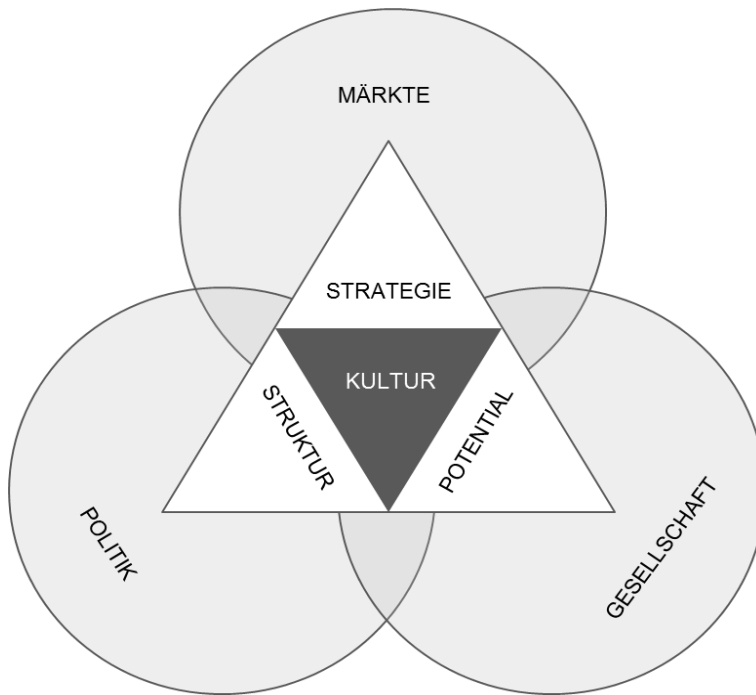 MÄRKTE
STRATEGIE
KULTUR
STRUKTUR
POTENTIAL
POLITIK
GESELLSCHAFT